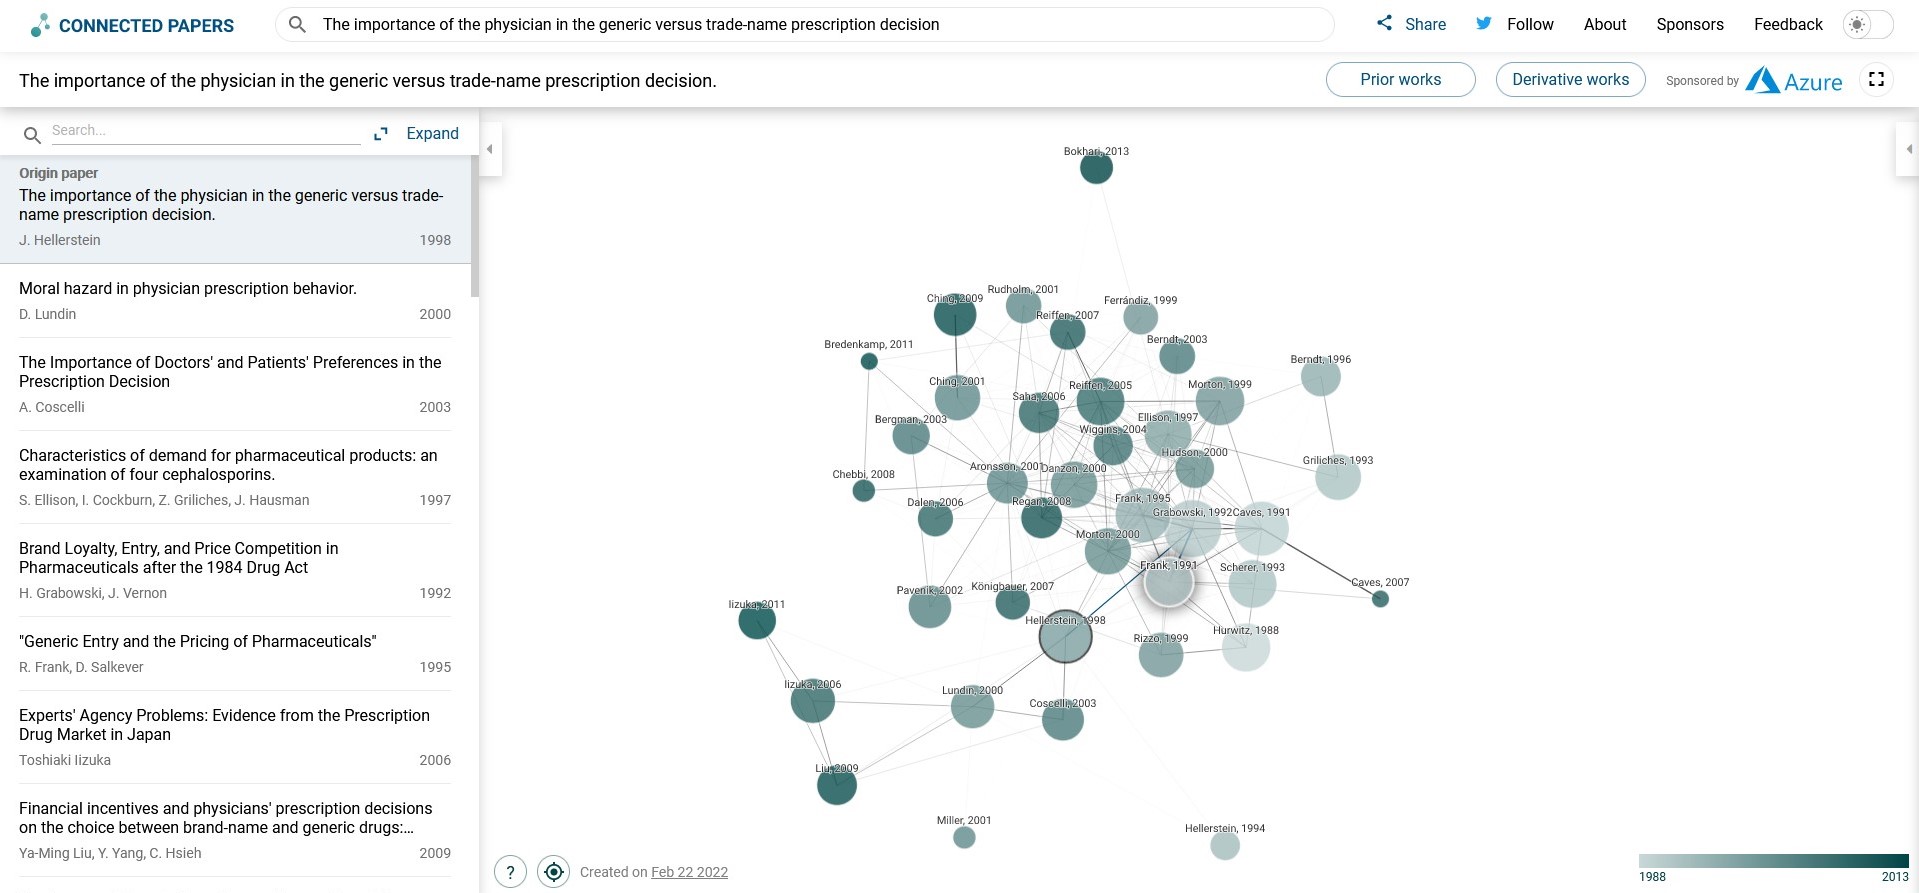 CONNECTED PAPERS
The importance of the physician in the generic versus trade-name prescription decision
Share
Follow
About
Sponsors
Feedback
The importance of the physician in the generic versus trade-name prescription decision.
Prior works
Derivative works
Sponsored by
Azure
Search...
Expand
Origin paper
The importance of the physician in the generic versus trade-
name prescription decision.
J. Hellerstein 1998
Moral hazard in physician prescription behavior.
D. Lundin 2000
The Importance of Doctors' and Patients' Preferences in the
Prescription Decision
A. Coscelli 2003
Characteristics of demand for pharmaceutical products: an
examination of four cephalosporins.
S. Ellison, I. Cockburn, Z. Griliches, J. Hausman 1997
Brand Loyalty, Entry, and Price Competition in
Pharmaceuticals after the 1984 Drug Act
H. Grabowski, J. Vernon 1992
"Generic Entry and the Pricing of Pharmaceuticals"
R. Frank, D. Salkever 1995
Experts' Agency Problems: Evidence from the Prescription
Drug Market in Japan
Toshiaki Iizuka 2006
Financial incentives and physicians' prescription decisions
on the choice between brand-name and generic drugs:...
Ya-Ming Liu, Y. Yang, C. Hsieh 2009
Bokhari, 2013
Rudholm, 2001
Ching, 2009
Ferrándiz, 1999
Reiffen, 2007
Berndt, 2003
Bredenkamp, 2011
Berndt, 1996
Ching, 2001
Reiffen, 2005
Morton, 1999
Saha, 2006
Ellison, 1997
Bergman, 2003
Wiggins, 2004
Hudson, 2000
Griliches, 1993
Aronsson, 2001
Danzon, 2000
Chebbi, 2008
Frank, 1995
Dalen, 2006
Regan, 2008
Grabowski, 1992
Caves, 1991
Morton, 2000
Frank, 1991
Scherer, 1993
Caves, 2007
Pavcnik, 2002
Königbauer, 2007
Iizuka, 2011
Hellerstein, 1998
Hurwitz, 1988
Rizzo, 1999
Iizuka, 2006
Lundin, 2000
Coscelli, 2003
Liu, 2009
Miller, 2001
Hellerstein, 1994
?
Created on Feb 22 2022
1988
2013